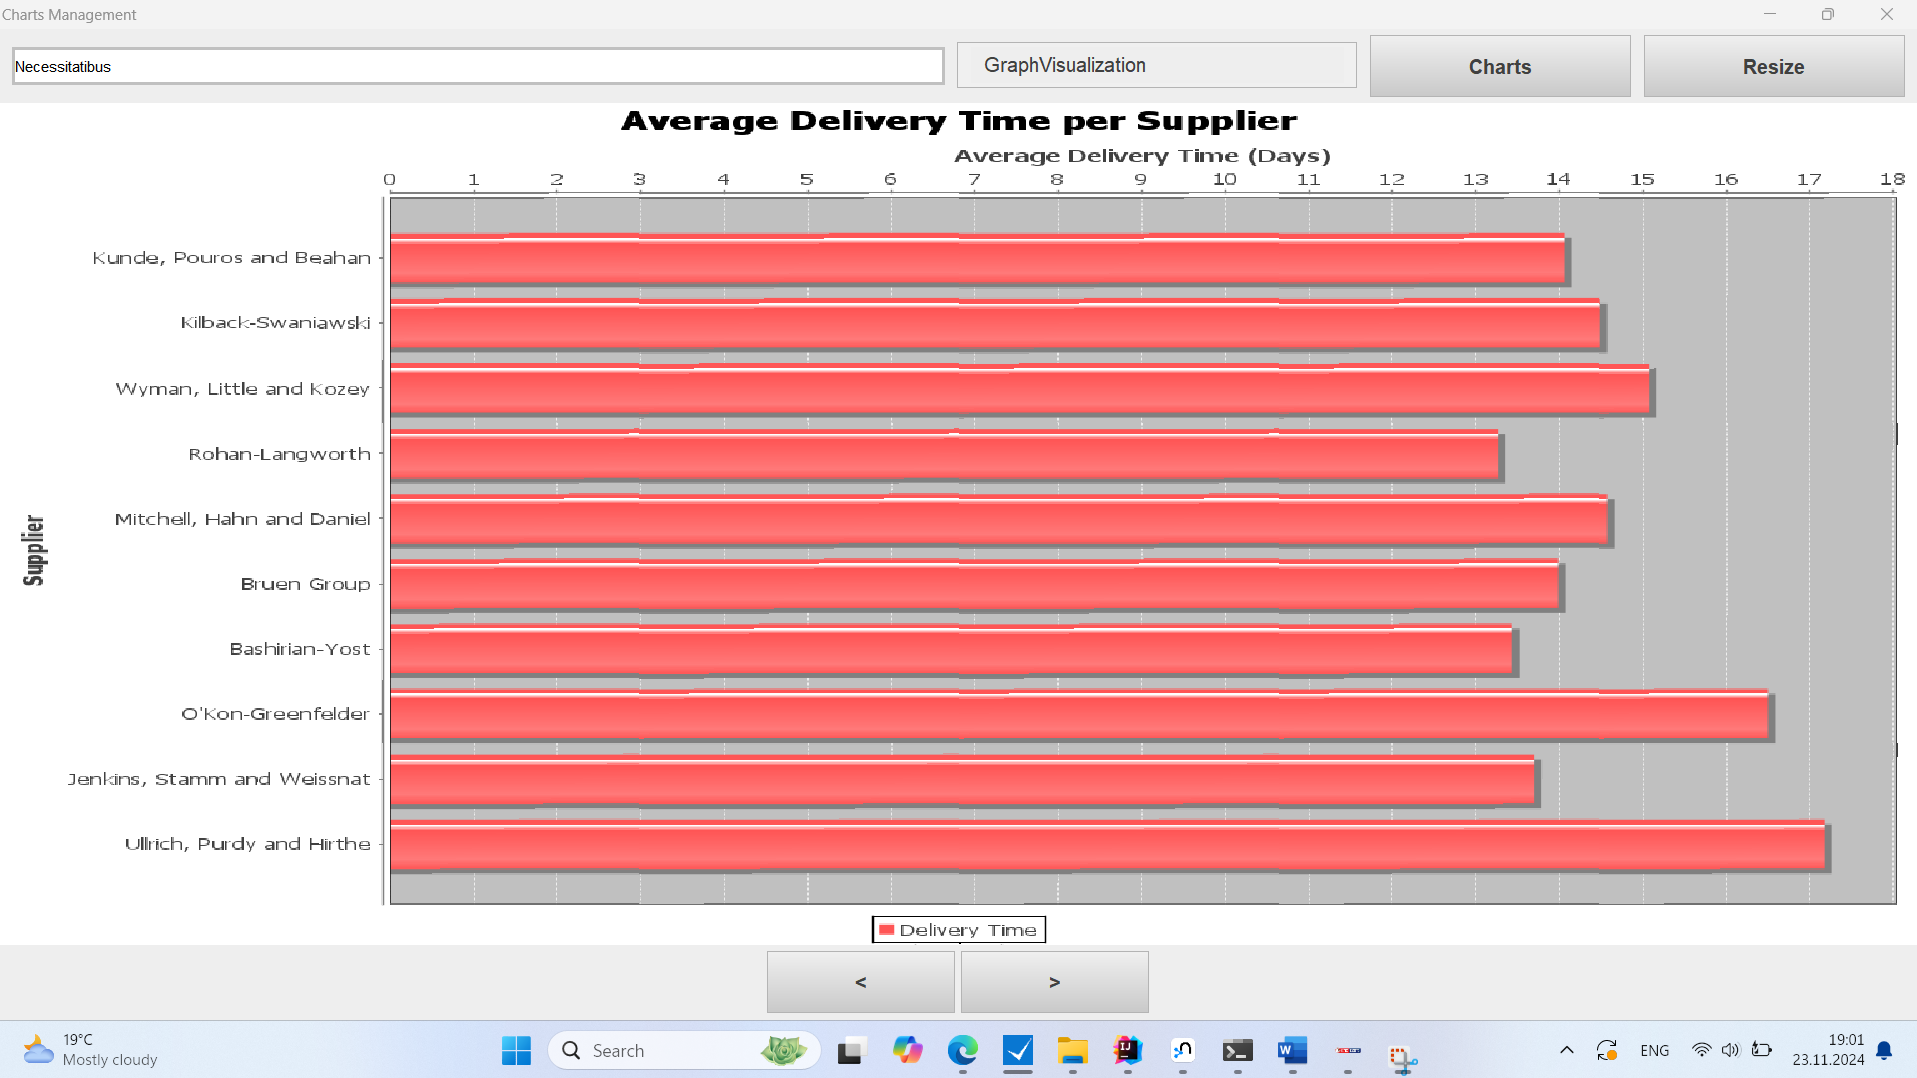 Charts Management
Necessitatibus
GraphVisualization
Charts
Resize
Average Delivery Time per Supplier
Average Delivery Time (Days)
0 1 2 3 4 5 6 7 8 9 10 11 12 13 14 15 16 17 18
Supplier
Kunde, Pouros and Beahan
Kilback-Swaniawski
Wyman, Little and Kozey
Rohan-Langworth
Mitchell, Hahn and Daniel
Bruen Group
Bashirian-Yost
O'Kon-Greenfelder
Jenkins, Stamm and Weissnat
Ullrich, Purdy and Hirthe
Delivery Time
<
>
19°C
Mostly cloudy
Search
ENG
19:01
23.11.2024